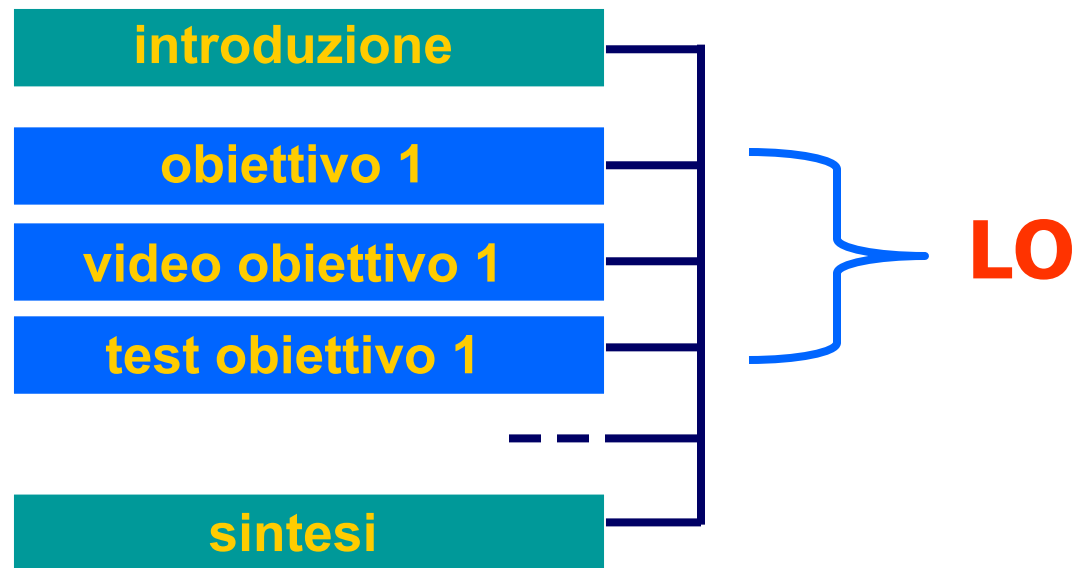 introduzione
obiettivo 1
video obiettivo 1
test obiettivo 1
sintesi
LO